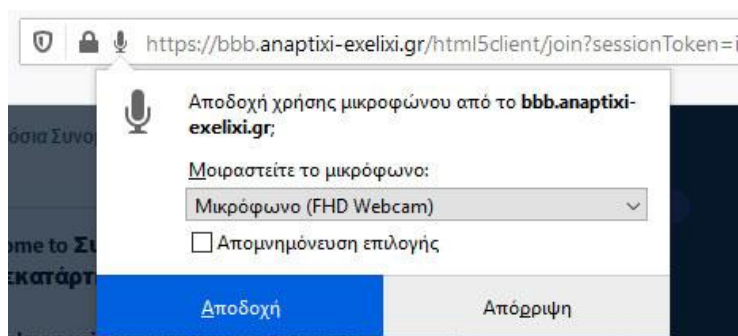 https://bbb.anaptixi-exelixi.gr/html5client/join?sessionToken=
Αποδοχή χρήσης μικροφώνου από το bbb.anaptixi-
exelixi.gr;
Μοιραστείτε το μικρόφωνο:
Μικρόφωνο (FHD Webcam)
Απομνημόνευση επιλογής
Αποδοχή Απόρριψη